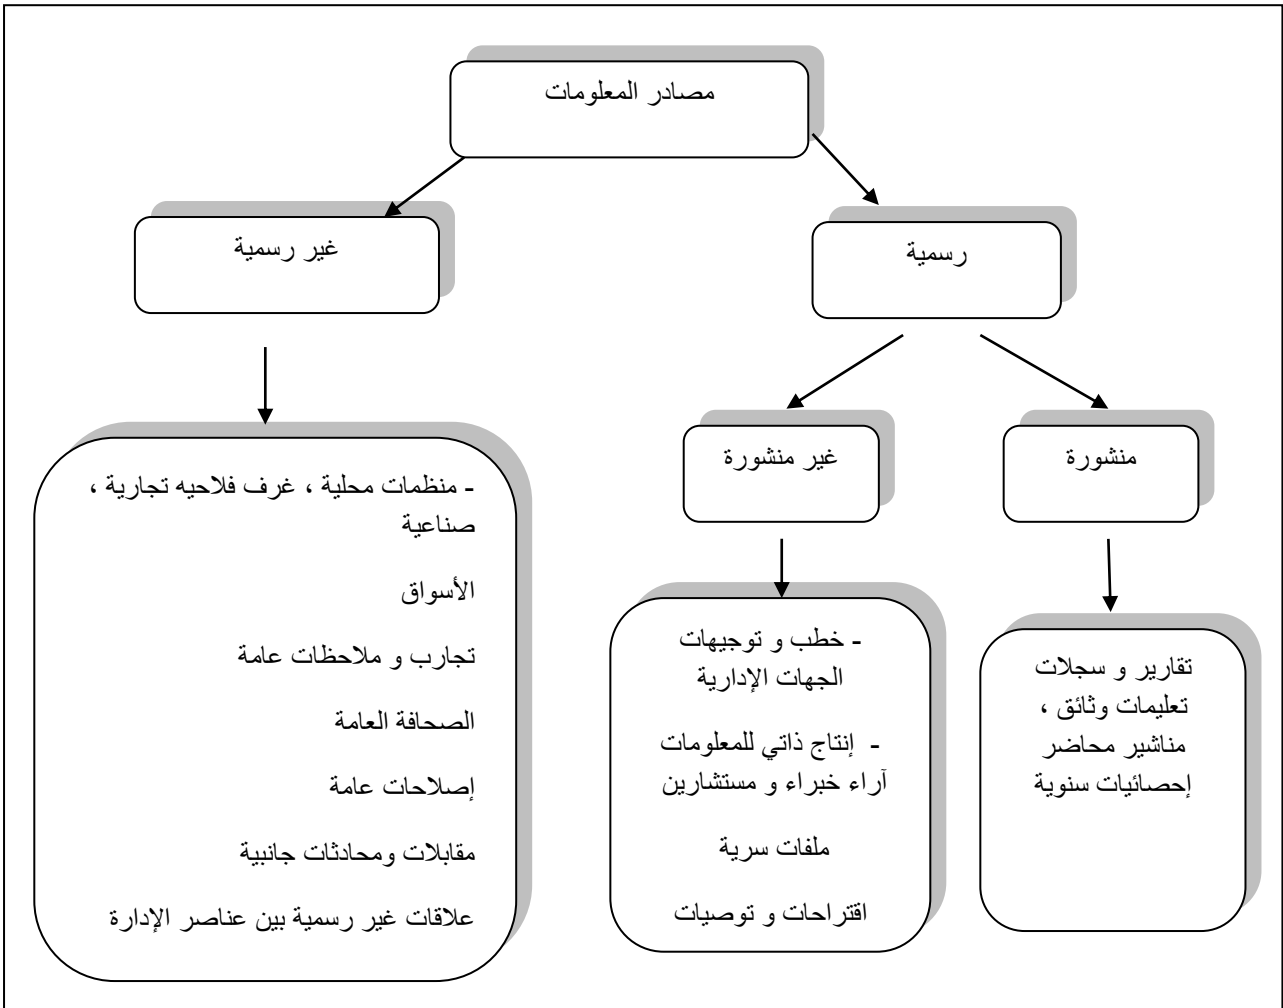 مصادر المعلومات
رسمية
غير رسمية
منشورة
غير منشورة
تقارير و سجلات
تعليمات وثائق ،
مناشير محاضر
إحصائيات سنوية
- خطب و توجيهات
الجهات الإدارية
- إنتاج ذاتي للمعلومات
آراء خبراء و مستشارين
ملفات سرية
اقتراحات و توصيات
- منظمات محلية ، غرف فلاحيه تجارية ،
صناعية
الأسواق
تجارب و ملاحظات عامة
الصحافة العامة
إصلاحات عامة
مقابلات ومحادثات جانبية
علاقات غير رسمية بين عناصر الإدارة